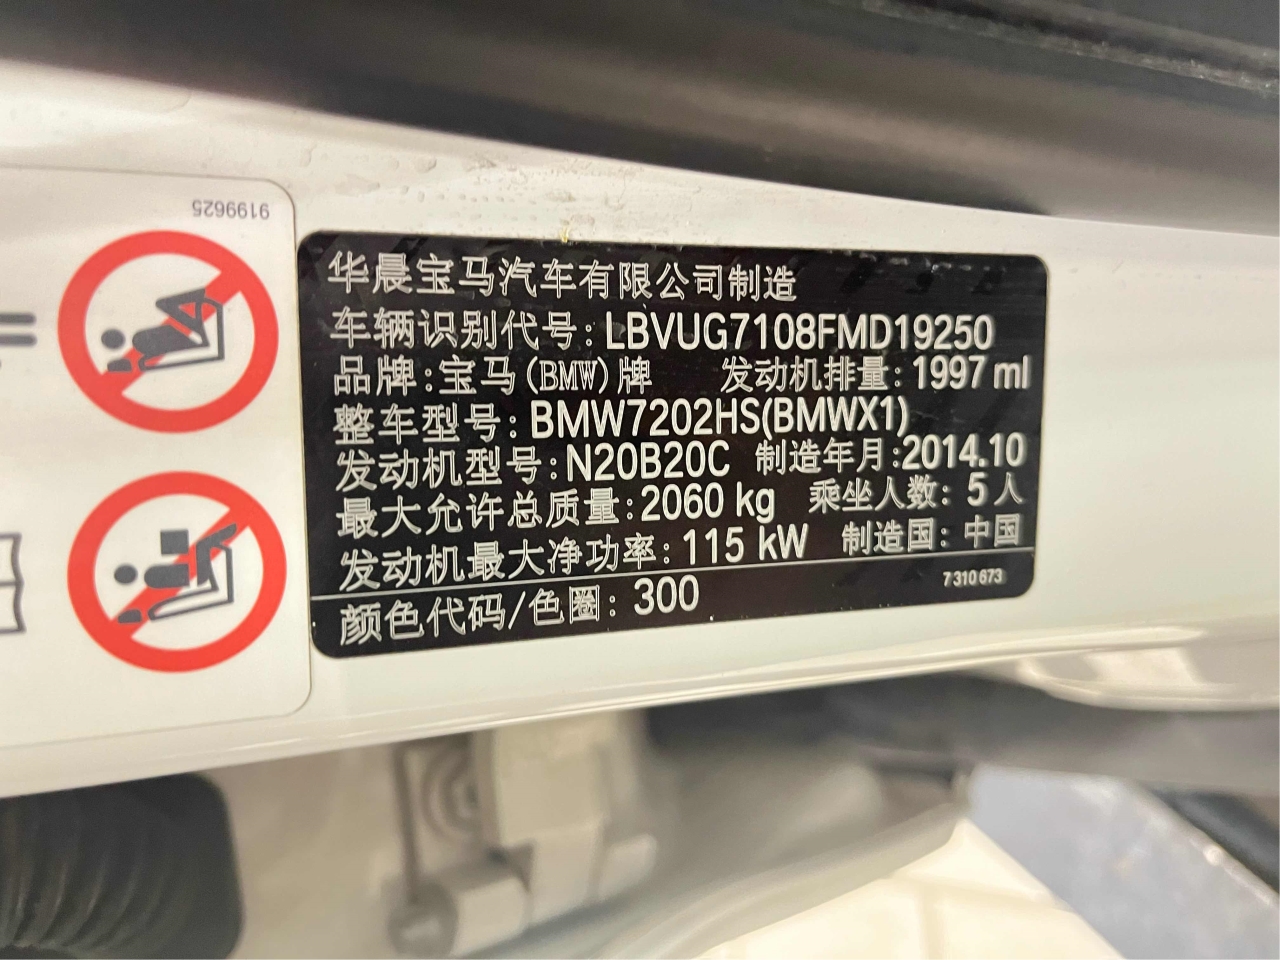 9199625
华晨宝马汽车有限公司制造
车辆识别代号：LBVUG7108FMD19250
品牌：宝马(BMW)牌 发动机排量：1997 ml
整车型号：BMW7202HS(BMWX1)
发动机型号：N20B20C 制造年月：2014.10
最大允许总质量：2060 kg 乘坐人数：5 人
发动机最大净功率：115 kW 制造国：中国
7 310 673
颜色代码/色圈：300